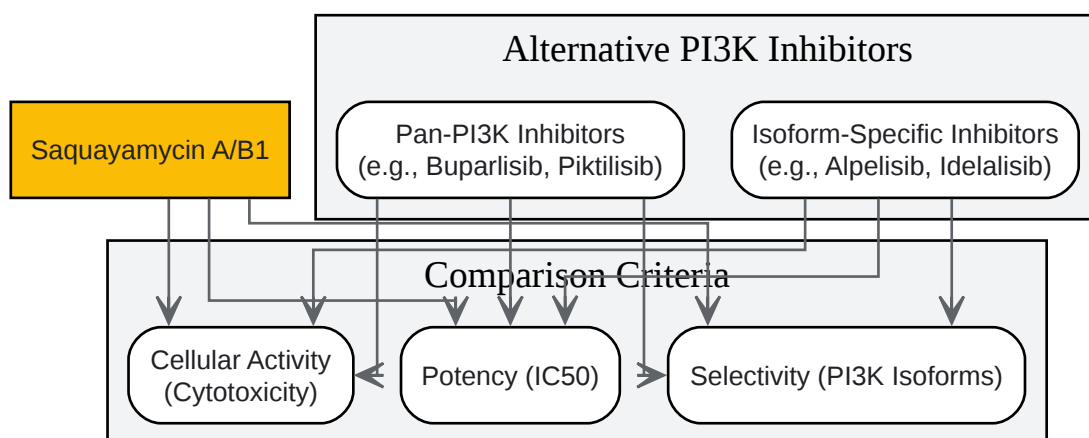 Alternative PI3K Inhibitors
Saquayamycin A/B1
Pan-PI3K Inhibitors
(e.g., Buparlisib, Piktilisib)
Isoform-Specific Inhibitors
(e.g., Alpelisib, Idelalisib)
Comparison Criteria
Cellular Activity
(Cytotoxicity)
Potency (IC50)
Selectivity (PI3K Isoforms)